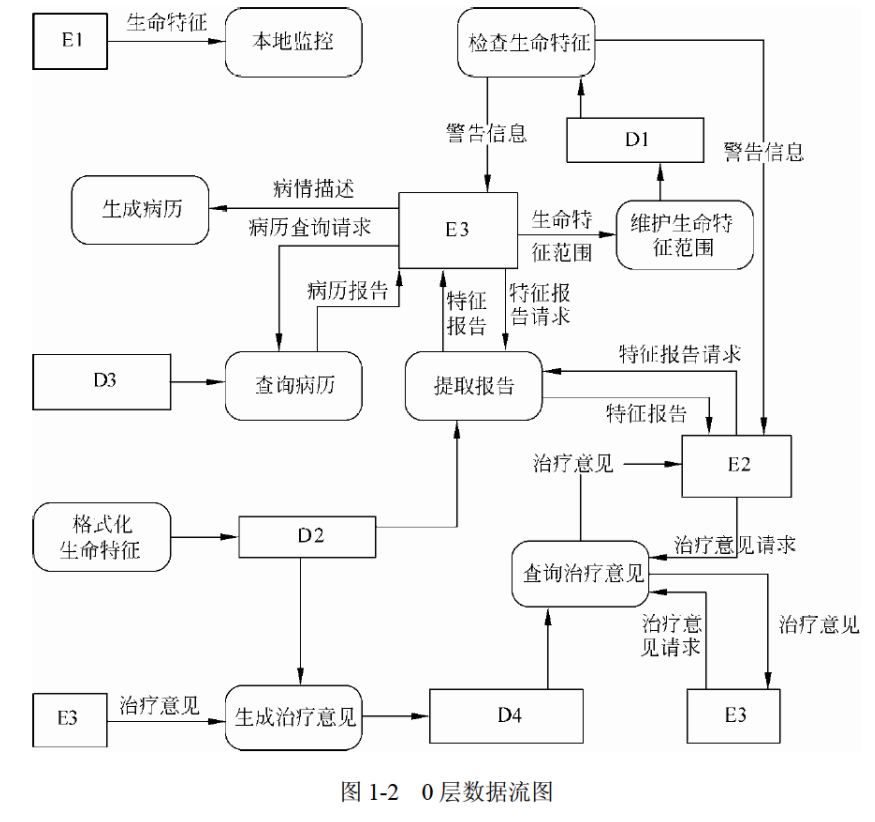 E1
生命特征
本地监控
检查生命特征
警告信息
D1
警告信息
生成病历
病情描述
病历查询请求
E3
生命特
征范围
维护生命特
征范围
病历报告
特征
报告
特征报
告请求
D3
查询病历
提取报告
特征报告请求
特征报告
治疗意见
E2
格式化
生命特征
D2
治疗意见请求
查询治疗意见
治疗意
见请求
治疗意见
E3
治疗意见
生成治疗意见
D4
E3
图 1-2 0 层数据流图